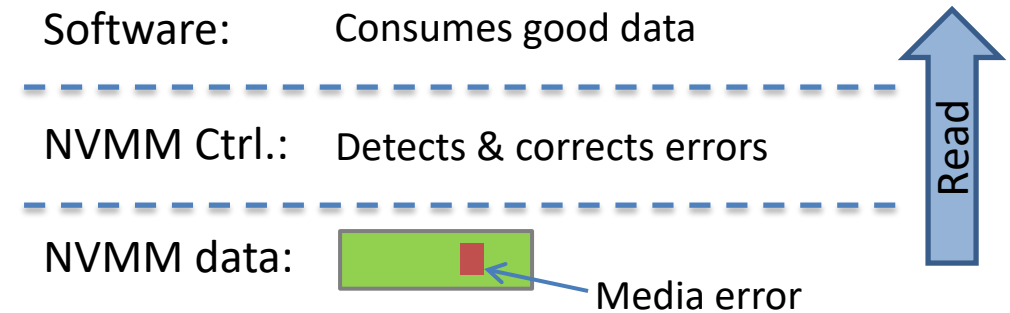 Software: Consumes good data
NVMM Ctrl.: Detects & corrects errors
Read
NVMM data:
Media error